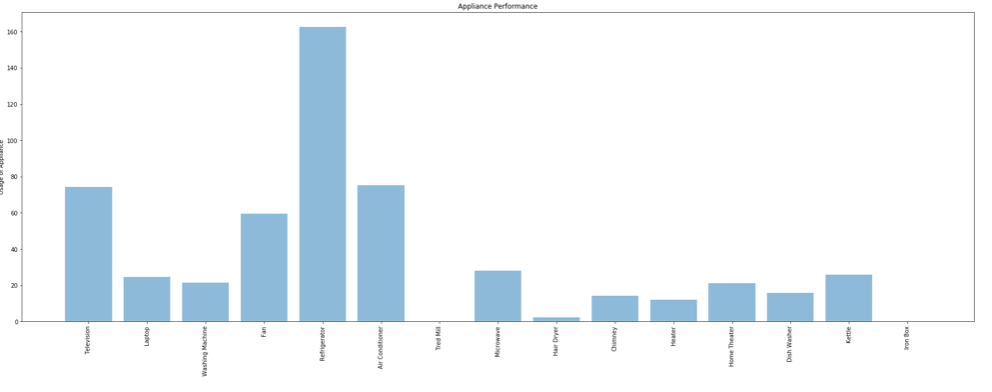 Appliance Performance
160
140
120
100
80
60
40
20
0
Usage of Appliance
Television
Laptop
Washing Machine
Fan
Refrigerator
Air Conditioner
Tred Mill
Microwave
Hair Dryer
Chimney
Heater
Home Theater
Dish Washer
Kettle
Iron Box